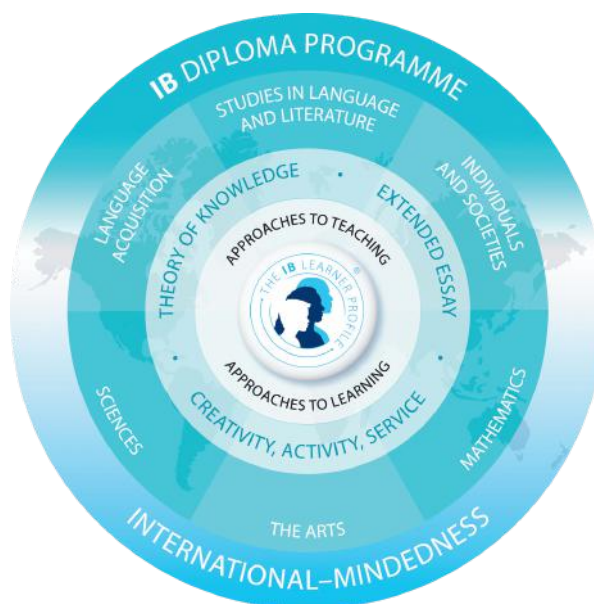 IB DIPLOMA PROGRAMME
STUDIES IN LANGUAGE
AND LITERATURE
LANGUAGE
ACQUISITION
INDIVIDUALS
AND SOCIETIES
THEORY OF KNOWLEDGE
•
EXTENDED ESSAY
APPROACHES TO TEACHING
• THE IB LEARNER PROFILE •
®
APPROACHES TO LEARNING
•
CREATIVITY, ACTIVITY, SERVICE
•
SCIENCES
MATHEMATICS
THE ARTS
INTERNATIONAL–MINDEDNESS